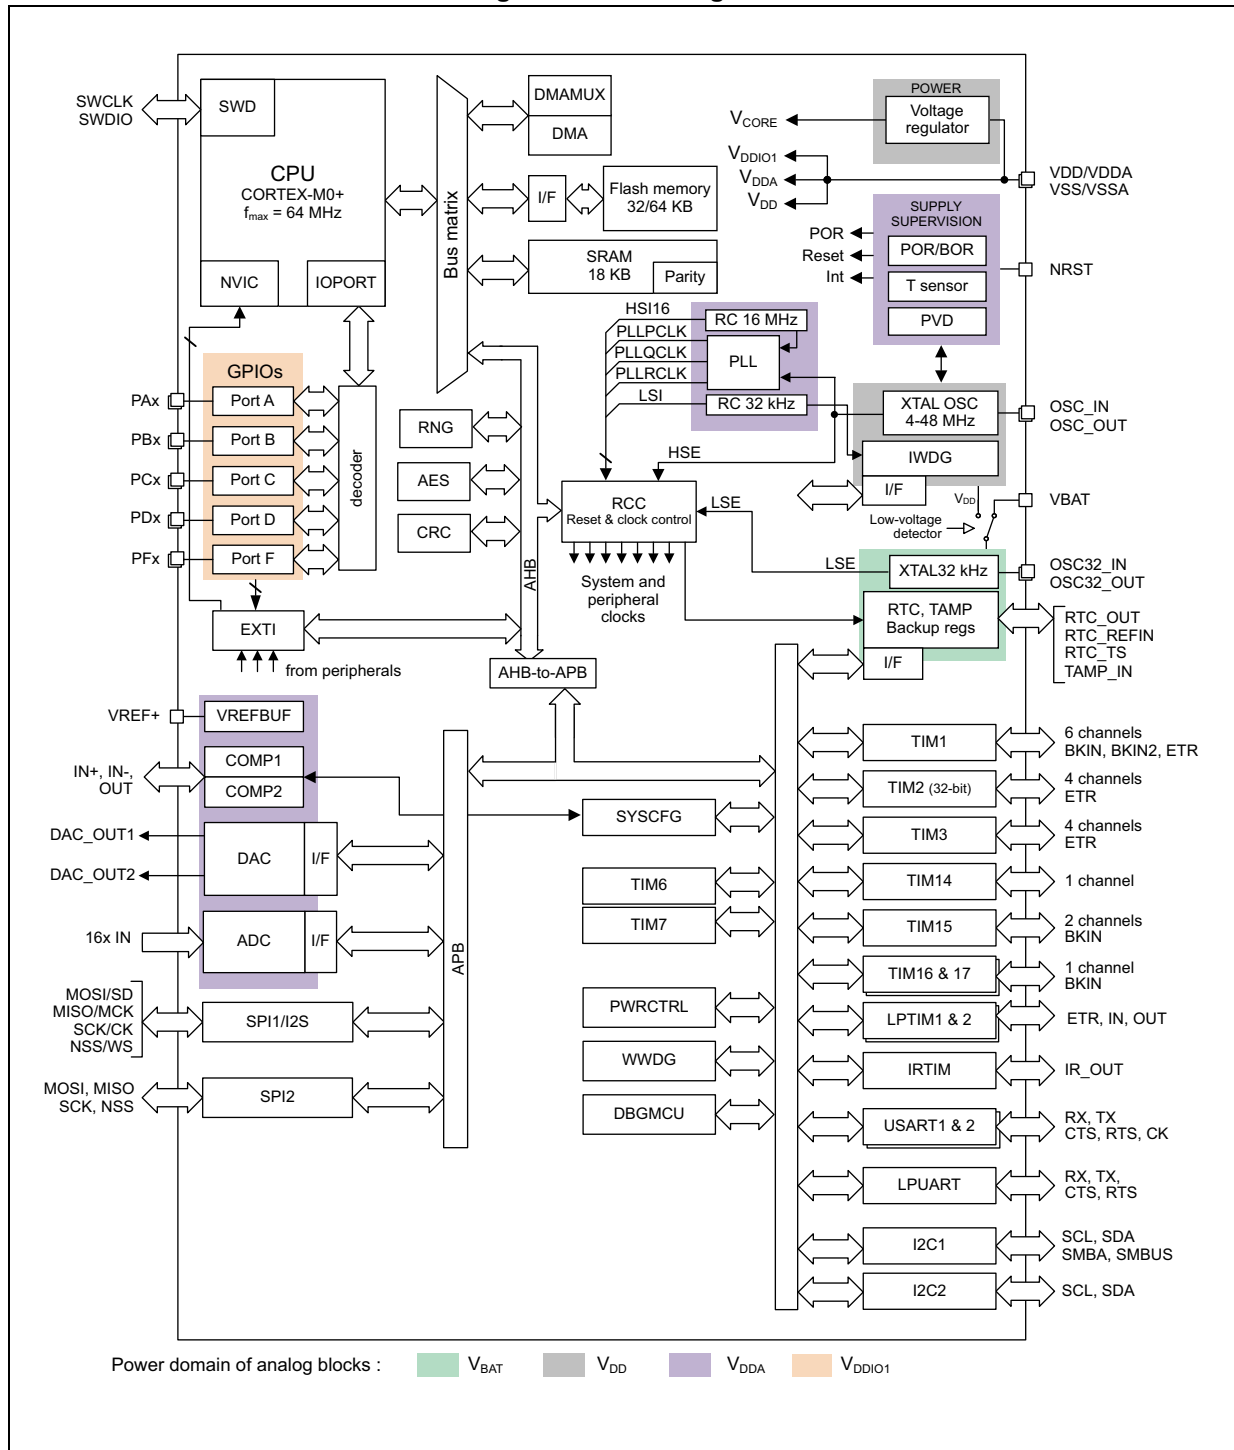 SWCLK
SWDIO
SWD
CPU
CORTEX-M0+
fmax = 64 MHz
NVIC
IOPORT
Bus matrix
DMAMUX
DMA
I/F
Flash memory
32/64 KB
SRAM
18 KB
Parity
POWER
Voltage
regulator
VCORE
VDDIO1
VDDA
VDD
VDD/VDDA
VSS/VSSA
SUPPLY
SUPERVISION
POR
Reset
Int
POR/BOR
T sensor
PVD
NRST
HSI16
PLLPCLK
PLLQCLK
PLLRCLK
LSI
RC 16 MHz
PLL
RC 32 kHz
XTAL OSC
4-48 MHz
IWDG
I/F
OSC_IN
OSC_OUT
HSE
LSE
VDD
VBAT
Low-voltage
detector
GPIOs
PAx
Port A
PBx
Port B
PCx
Port C
PDx
Port D
PFx
Port F
decoder
RNG
AES
CRC
AHB
RCC
Reset & clock control
System and
peripheral
clocks
LSE
XTAL32 kHz
OSC32_IN
OSC32_OUT
RTC, TAMP
Backup regs
I/F
RTC_OUT
RTC_REFIN
RTC_TS
TAMP_IN
EXTI
from peripherals
AHB-to-APB
VREF+
VREFBUF
IN+, IN-,
OUT
COMP1
COMP2
DAC_OUT1
DAC_OUT2
DAC
I/F
16x IN
ADC
I/F
APB
MOSI/SD
MISO/MCK
SCK/CK
NSS/WS
SPI1/I2S
MOSI, MISO
SCK, NSS
SPI2
SYSCFG
TIM6
TIM7
PWRCTRL
WWDG
DBGMCU
TIM1
6 channels
BKIN, BKIN2, ETR
TIM2 (32-bit)
4 channels
ETR
TIM3
4 channels
ETR
TIM14
1 channel
TIM15
2 channels
BKIN
TIM16 & 17
1 channel
BKIN
LPTIM1 & 2
ETR, IN, OUT
IRTIM
IR_OUT
USART1 & 2
RX, TX
CTS, RTS, CK
LPUART
RX, TX,
CTS, RTS
I2C1
SCL, SDA
SMBA, SMBUS
I2C2
SCL, SDA
Power domain of analog blocks :
VBAT
VDD
VDDA
VDDIO1